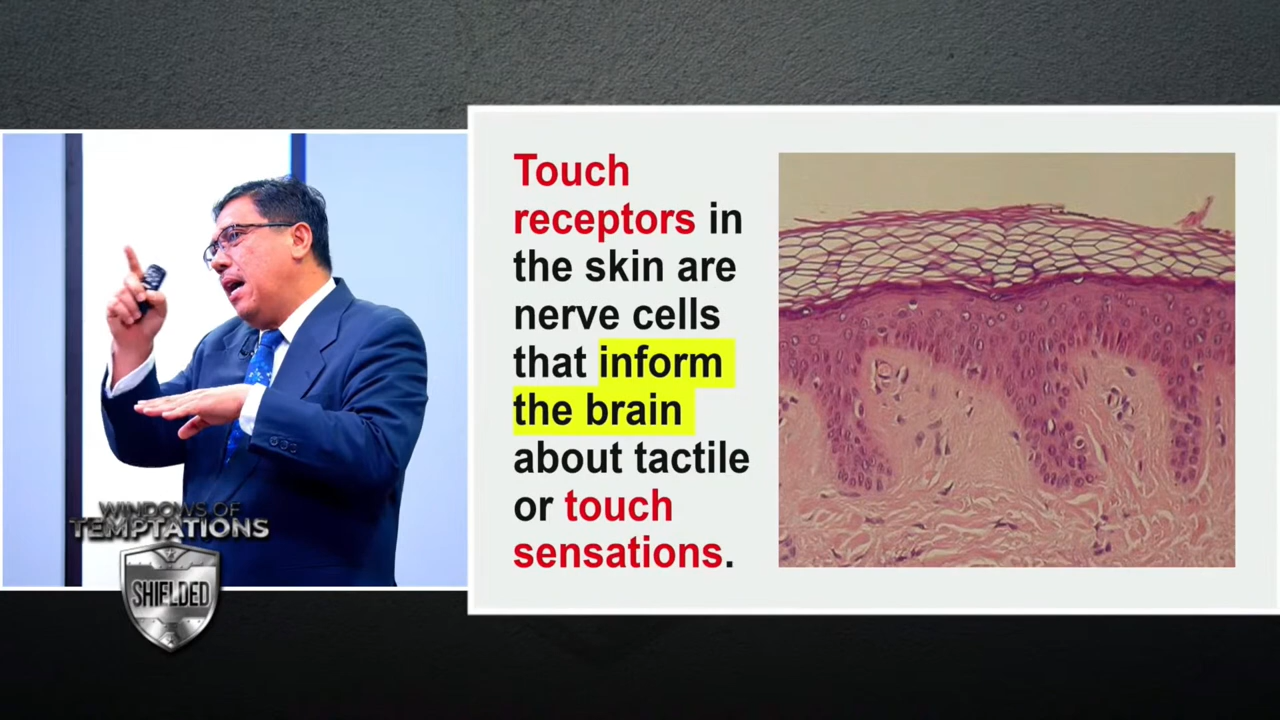 Touch
receptors in
the skin are
nerve cells
that inform
the brain
about tactile
or touch
sensations.
WINDOWS OF
TEMPTATIONS
SHIELDED